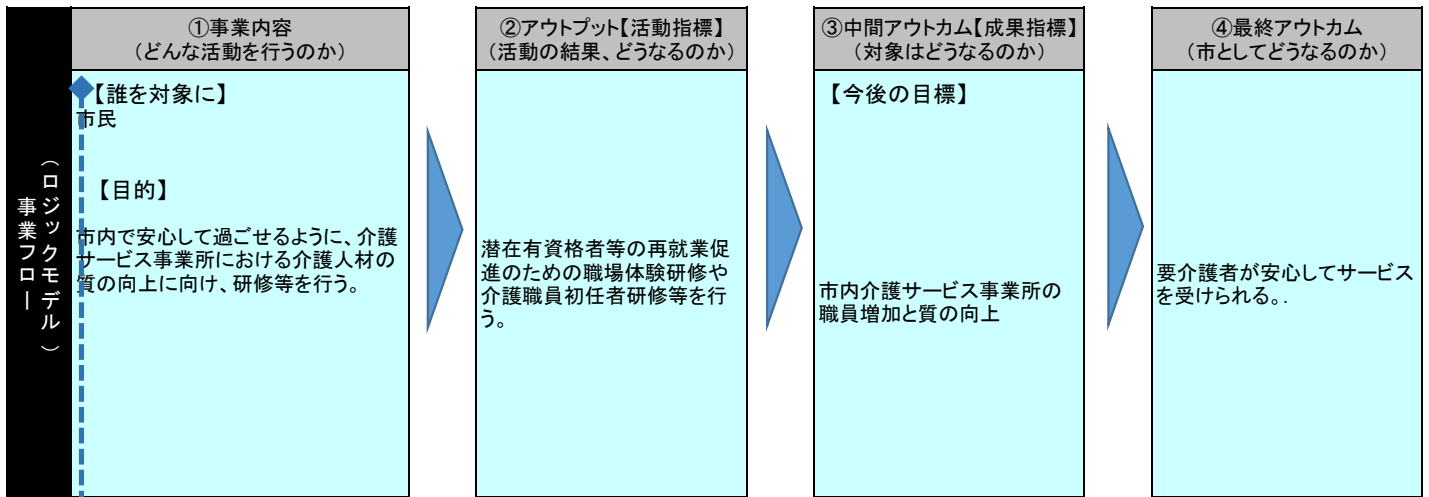 事業フロー
（ロジックモデル）
①事業内容
（どんな活動を行うのか）
【誰を対象に】
市民
【目的】
市内で安心して過ごせるように、介護
サービス事業所における介護人材の
質の向上に向け、研修等を行う。
②アウトプット【活動指標】
（活動の結果、どうなるのか）
潜在有資格者等の再就業促
進のための職場体験研修や
介護職員初任者研修等を行
う。
③中間アウトカム【成果指標】
（対象はどうなるのか）
【今後の目標】
市内介護サービス事業所の
職員増加と質の向上
④最終アウトカム
（市としてどうなるのか）
要介護者が安心してサービス
を受けられる。.